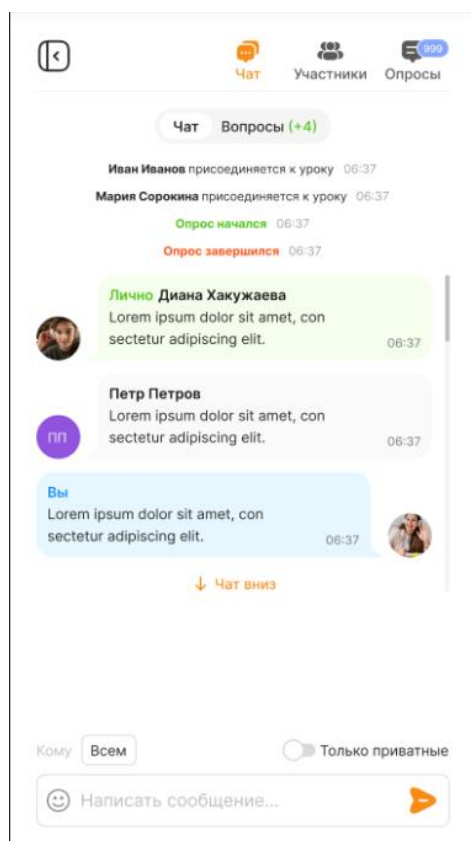 999
Чат Участники Опросы
Чат Вопросы (+4)
Иван Иванов присоединяется к уроку 06:37
Мария Сорокина присоединяется к уроку 06:37
Опрос начался 06:37
Опрос завершился 06:37
Лично Диана Хакужаева
Lorem ipsum dolor sit amet, con
sectetur adipiscing elit. 06:37
Петр Петров
Lorem ipsum dolor sit amet, con
ПП sectetur adipiscing elit. 06:37
Вы
Lorem ipsum dolor sit amet, con
sectetur adipiscing elit. 06:37
↓ Чат вниз
Кому Всем Только приватные
Написать сообщение...